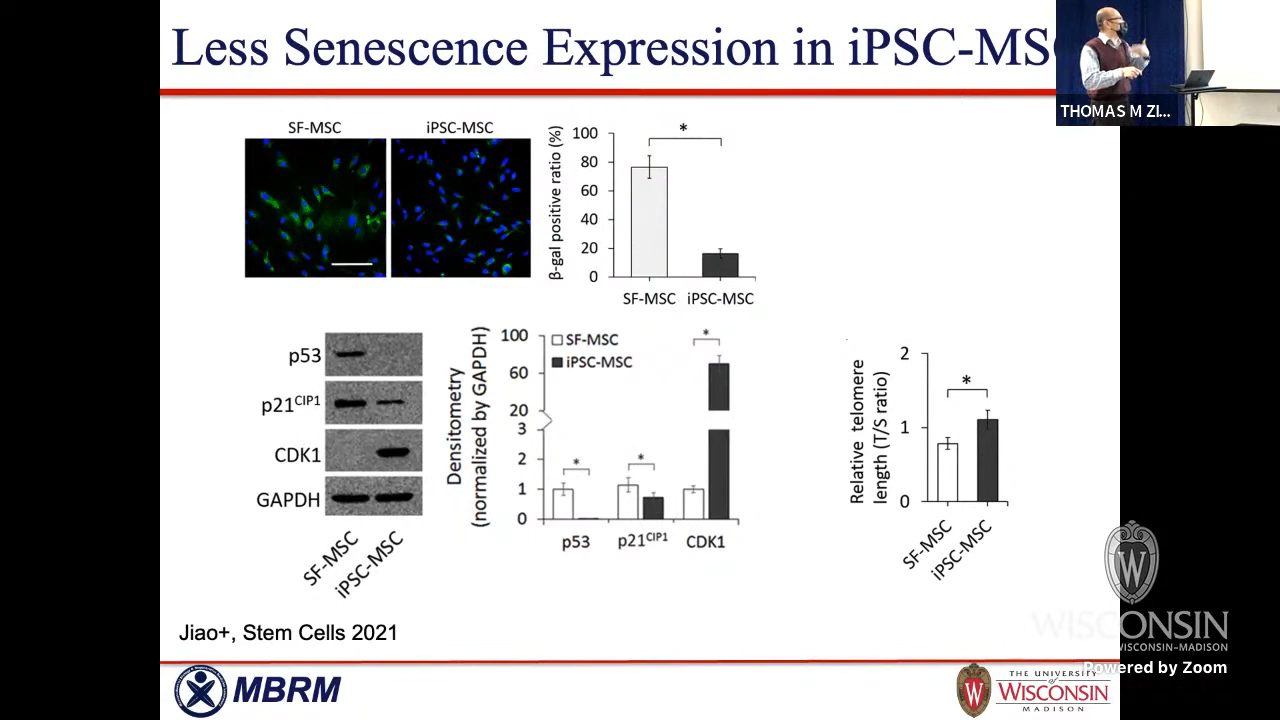 Less Senescence Expression in iPSC-MSC
THOMAS M ZI...
SF-MSC
iPSC-MSC
β-gal positive ratio (%)
100
80
60
40
20
0
*
SF-MSC
iPSC-MSC
p53
p21CIP1
CDK1
GAPDH
SF-MSC
iPSC-MSC
Densitometry
(normalized by GAPDH)
100
60
20
3
2
1
0
SF-MSC
iPSC-MSC
*
*
*
p53
p21CIP1
CDK1
Relative telomere
length (T/S ratio)
2
1
0
*
SF-MSC
iPSC-MSC
Jiao+, Stem Cells 2021
MBRM
THE UNIVERSITY
of
WISCONSIN
MADISON
W
WISCONSIN
WISCONSIN–MADISON
Powered by Zoom